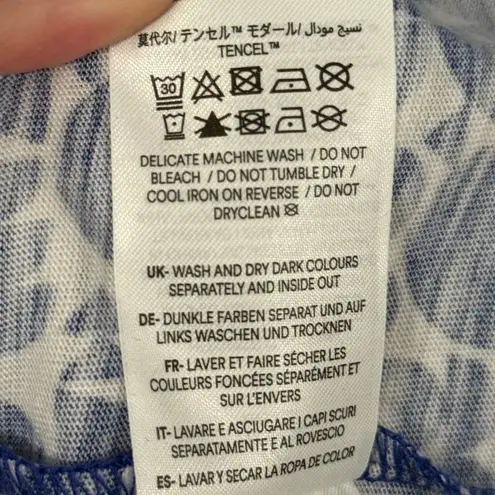 莫代尔/ テンセル™ モダール/ نسيج مودال
TENCEL™
30
DELICATE MACHINE WASH / DO NOT
BLEACH / DO NOT TUMBLE DRY /
COOL IRON ON REVERSE / DO NOT
DRYCLEAN
UK- WASH AND DRY DARK COLOURS
SEPARATELY AND INSIDE OUT
DE- DUNKLE FARBEN SEPARAT UND AUF
LINKS WASCHEN UND TROCKNEN
FR- LAVER ET FAIRE SÉCHER LES
COULEURS FONCÉES SÉPARÉMENT ET
SUR L'ENVERS
IT- LAVARE E ASCIUGARE I CAPI SCURI
SEPARATAMENTE E AL ROVESCIO
ES- LAVAR Y SECAR LA ROPA DE COLOR